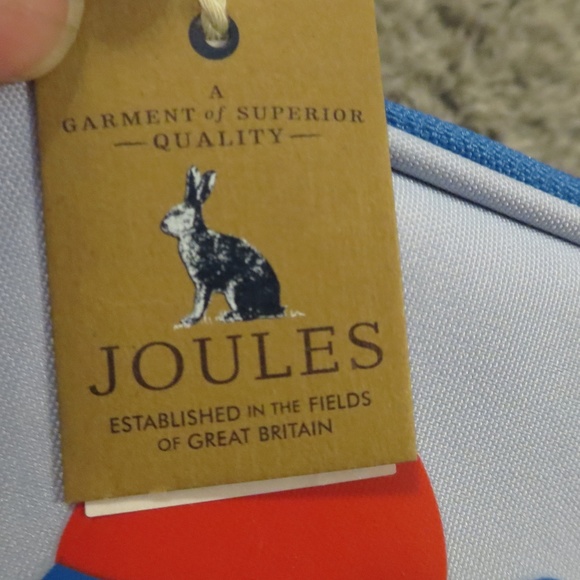 A
GARMENT of SUPERIOR
QUALITY
JOULES
ESTABLISHED IN THE FIELDS
OF GREAT BRITAIN